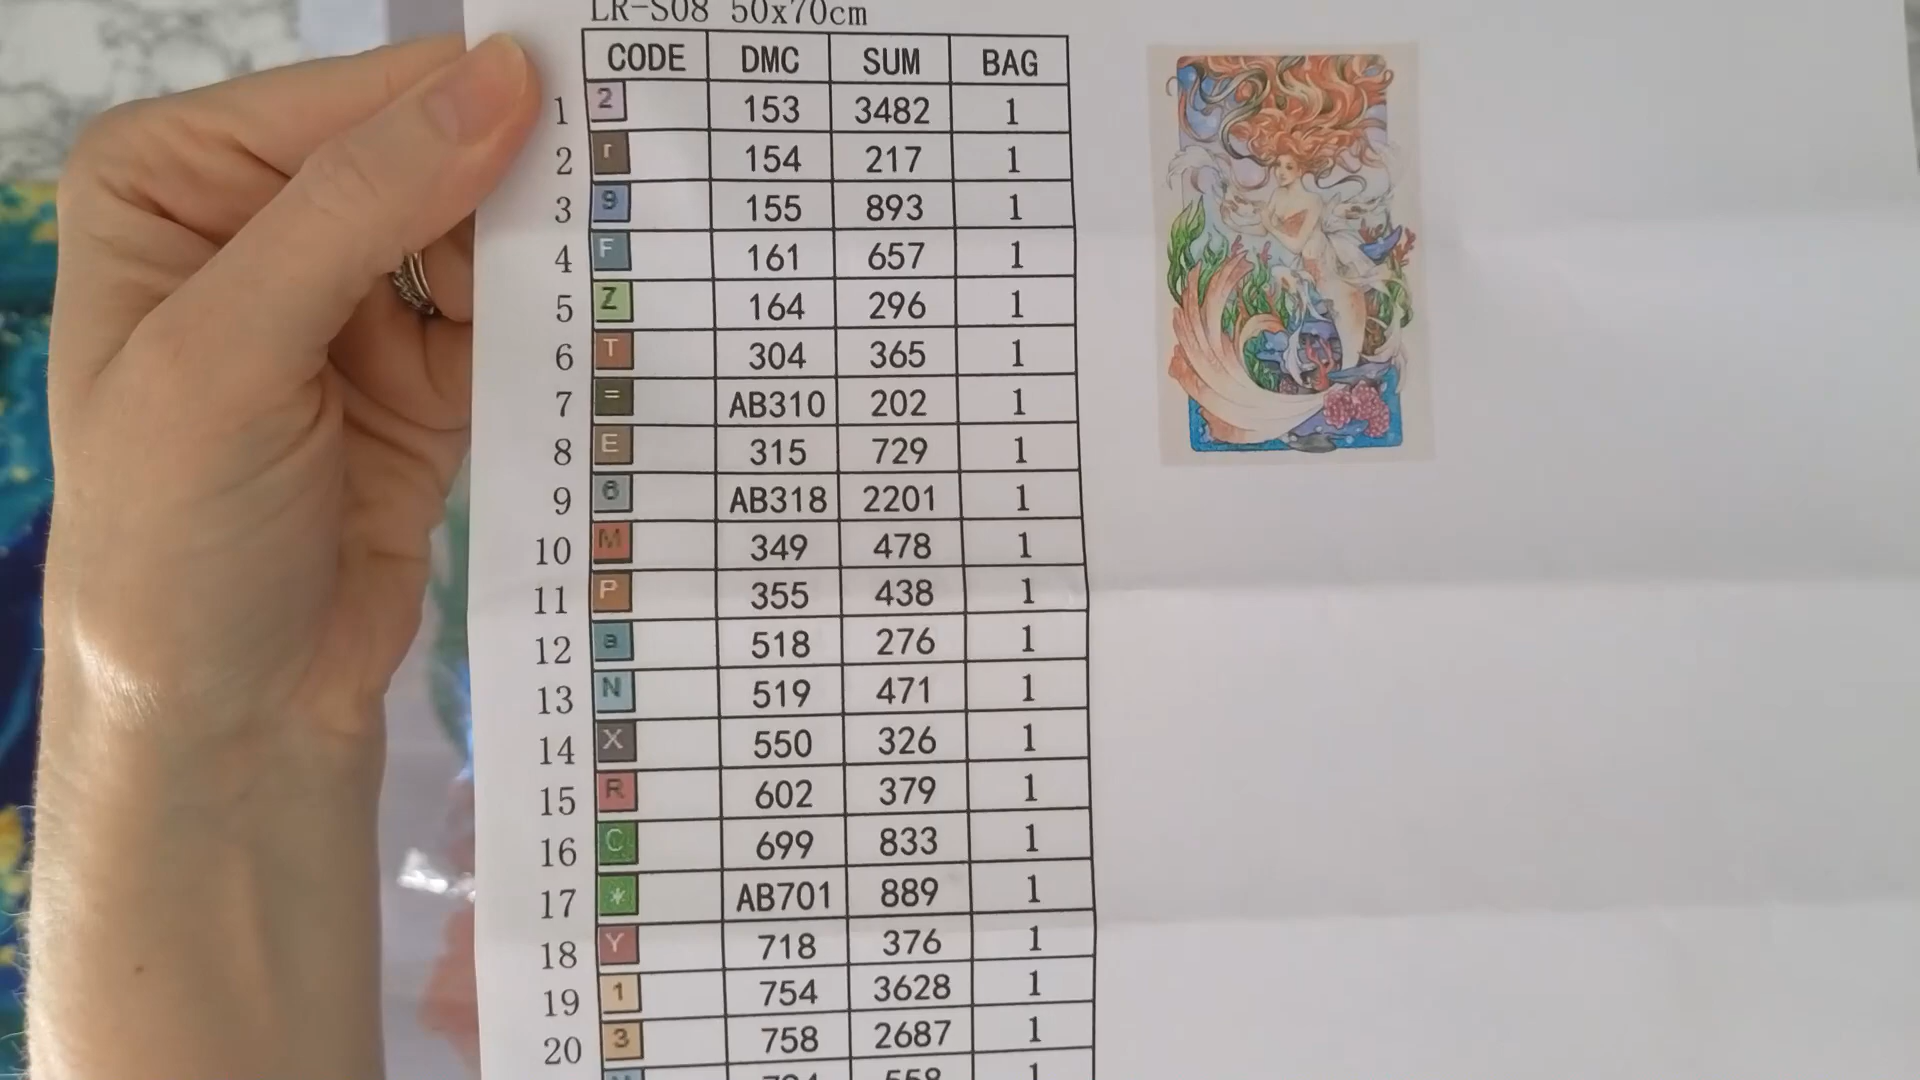 LR-S08 50x70cm
CODE DMC SUM BAG
1 2 153 3482 1
2 r 154 217 1
3 9 155 893 1
4 F 161 657 1
5 Z 164 296 1
6 T 304 365 1
7 = AB310 202 1
8 E 315 729 1
9 6 AB318 2201 1
10 M 349 478 1
11 P 355 438 1
12 a 518 276 1
13 N 519 471 1
14 X 550 326 1
15 R 602 379 1
16 C 699 833 1
17 * AB701 889 1
18 Y 718 376 1
19 1 754 3628 1
20 3 758 2687 1
558 1